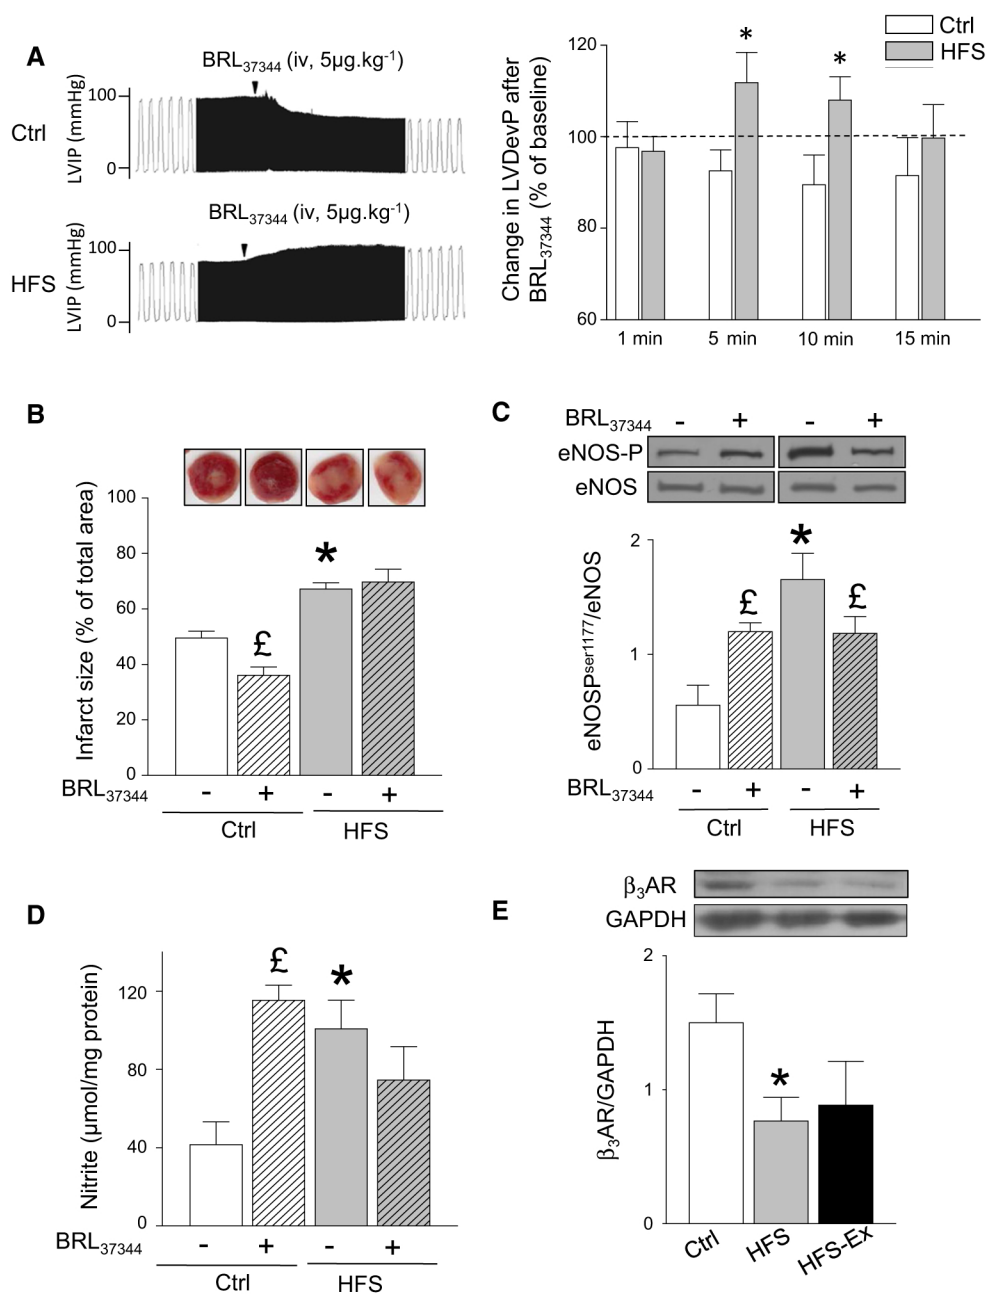 A
BRL37344 (iv, 5µg.kg-1)
Ctrl
LVIP (mmHg)
100
0
BRL37344 (iv, 5µg.kg-1)
HFS
LVIP (mmHg)
100
0
Ctrl
HFS
Change in LVDevP after
BRL37344 (% of baseline)
120
100
80
60
* *
1 min 5 min 10 min 15 min
B
Infarct size (% of total area)
100
80
60
40
20
0
£ *
BRL37344 - + - +
Ctrl HFS
C
BRL37344 - + - +
eNOS-P
eNOS
eNOSPser1177/eNOS
2
1
0
£ * £
BRL37344 - + - +
Ctrl HFS
D
Nitrite (µmol/mg protein)
120
80
40
0
£ *
BRL37344 - + - +
Ctrl HFS
E
β3AR
GAPDH
β3AR/GAPDH
2
1
0
*
Ctrl HFS HFS-Ex